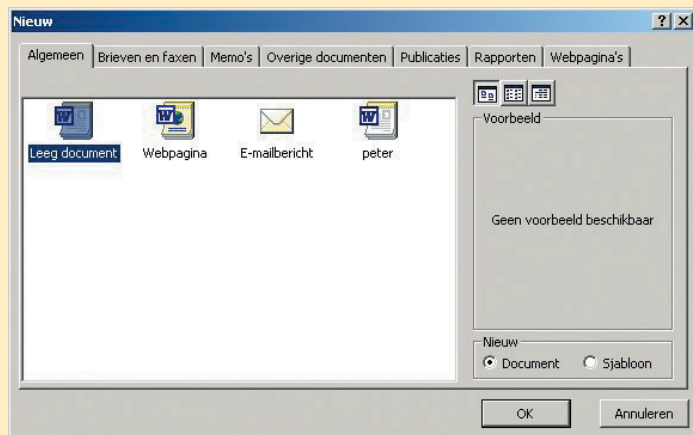 Nieuw
Algemeen Brieven en faxen Memo's Overige documenten Publicaties Rapporten Webpagina's
Leeg document Webpagina E-mailbericht peter
Voorbeeld
Geen voorbeeld beschikbaar
Nieuw
Document Sjabloon
OK Annuleren